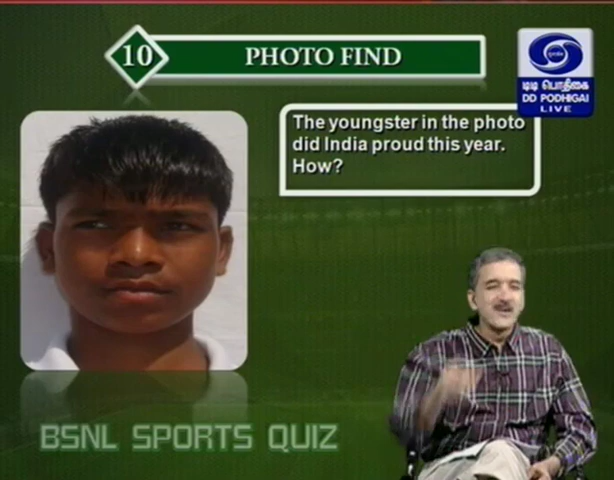 10
PHOTO FIND
டிடி பொதிகை
DD PODHIGAI
LIVE
The youngster in the photo
did India proud this year.
How?
BSNL SPORTS QUIZ